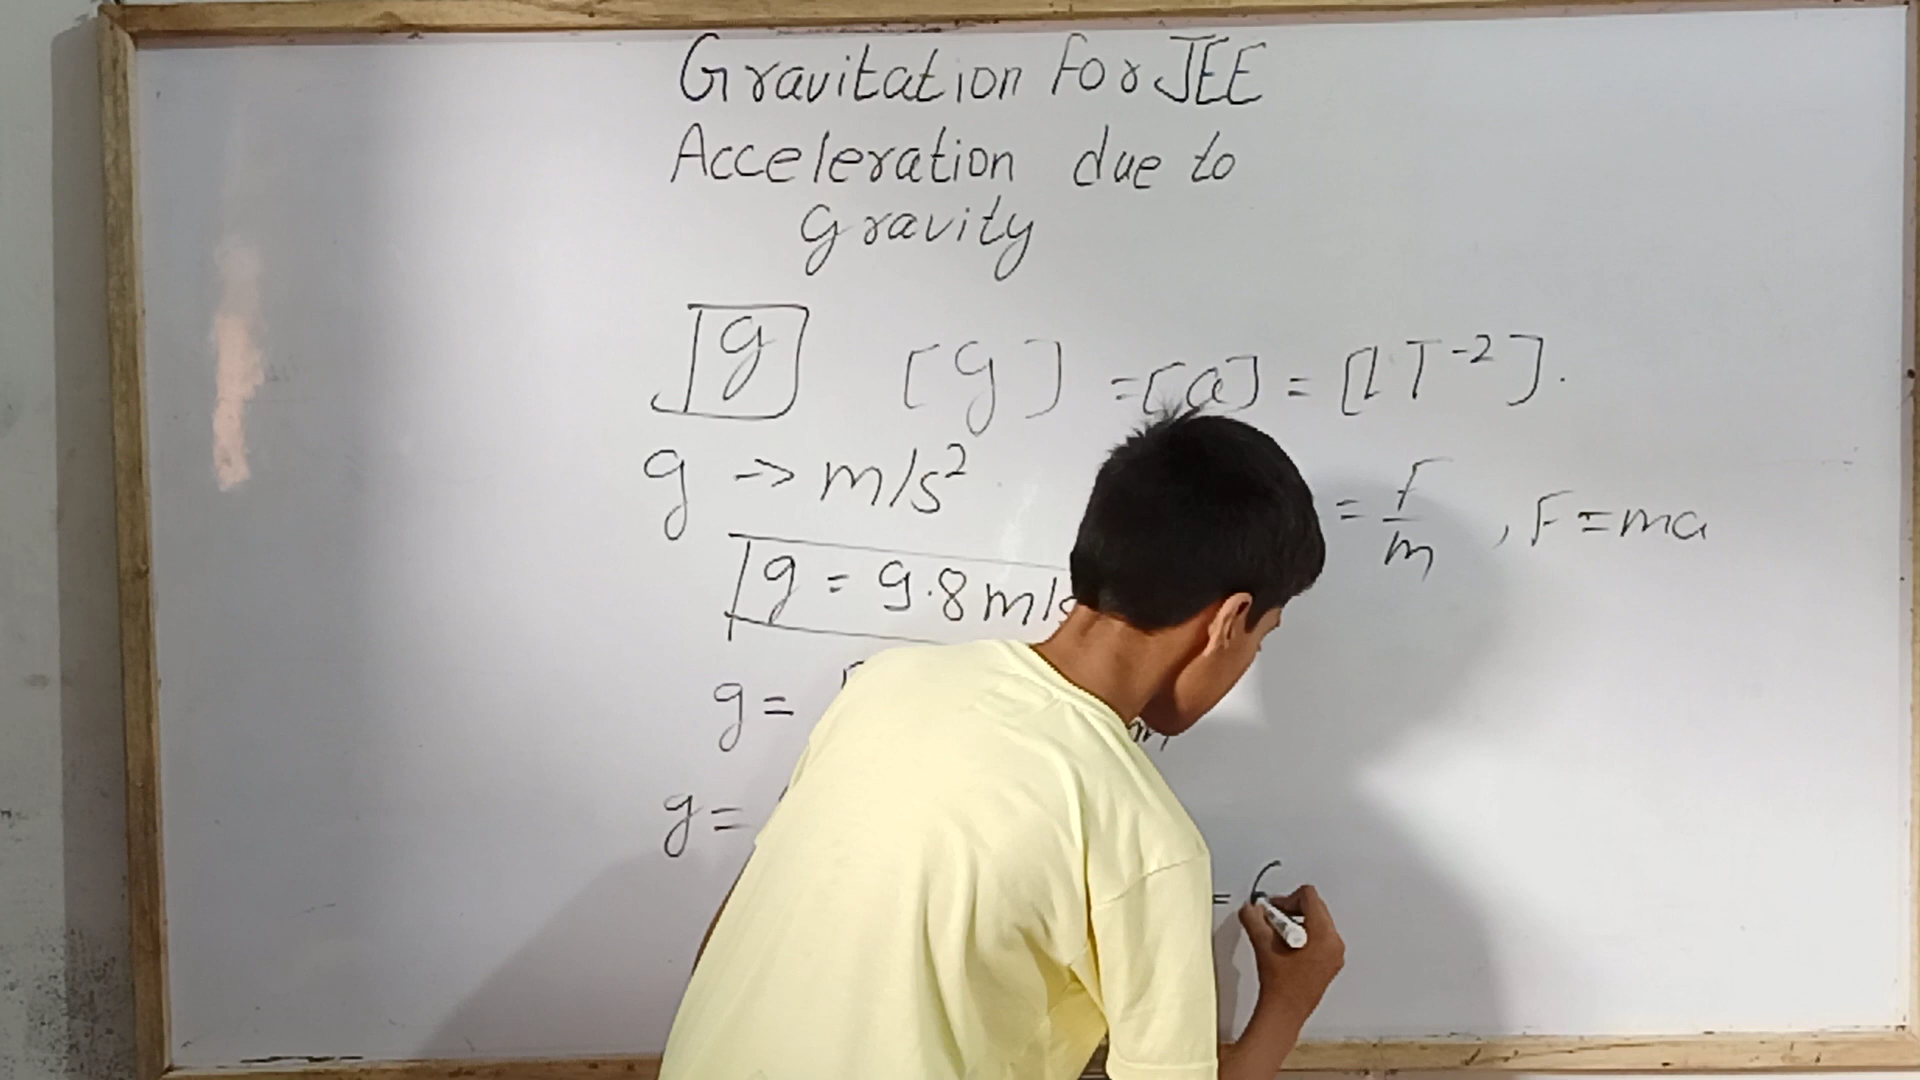 Gravitation For JEE
Acceleration due to
gravity
g [g] = [a] = [LT⁻²].
g -> m/s² = F/m , F = ma
g = 9.8 m/s
g = m
g =
=